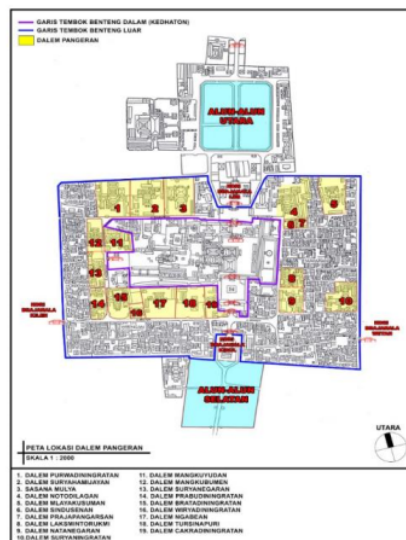 GARIS TEMBOK BENTENG DALAM (KEDHATON)
GARIS TEMBOK BENTENG LUAR
DALEM PANGERAN
ALUN-ALUN
UTARA
1
2
3
4
5
6
7
12
11
13
14
15
16
17
18
19
8
9
10
ALUN-ALUN
SELATAN
UTARA
PETA LOKASI DALEM PANGERAN
SKALA 1 : 2000
1. DALEM PURWADININGRATAN
2. DALEM SURYAHAMIJAYAN
3. SASANA MULYA
4. DALEM NOTODILAGAN
5. DALEM MLAYAKUSUMAN
6. DALEM SINDUSENAN
7. DALEM PRAJAPANGARSAN
8. DALEM LAKSMINTORUKMI
9. DALEM NATANEGARAN
10. DALEM SURYANINGRATAN
11. DALEM MANGKUYUDAN
12. DALEM MANGKUBUMEN
13. DALEM SURYANEGARAN
14. DALEM PRABUDININGRATAN
15. DALEM BRATADININGRATAN
16. DALEM WIRYADININGRATAN
17. DALEM NGABEAN
18. DALEM TURSINAPURI
19. DALEM CAKRADININGRATAN